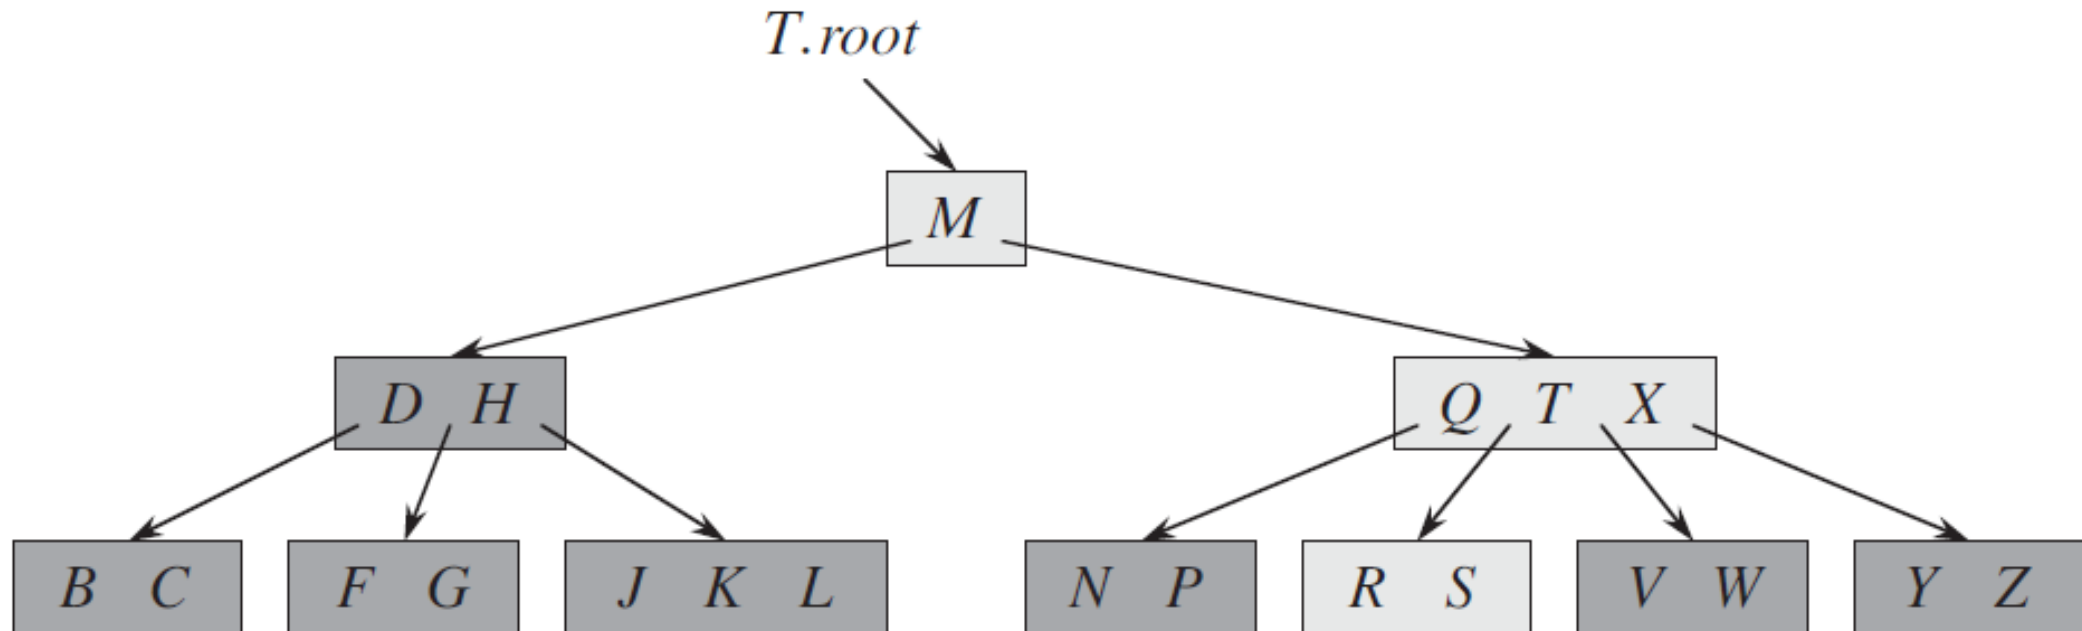 T.root
M
D H
Q T X
B C
F G
J K L
N P
R S
V W
Y Z